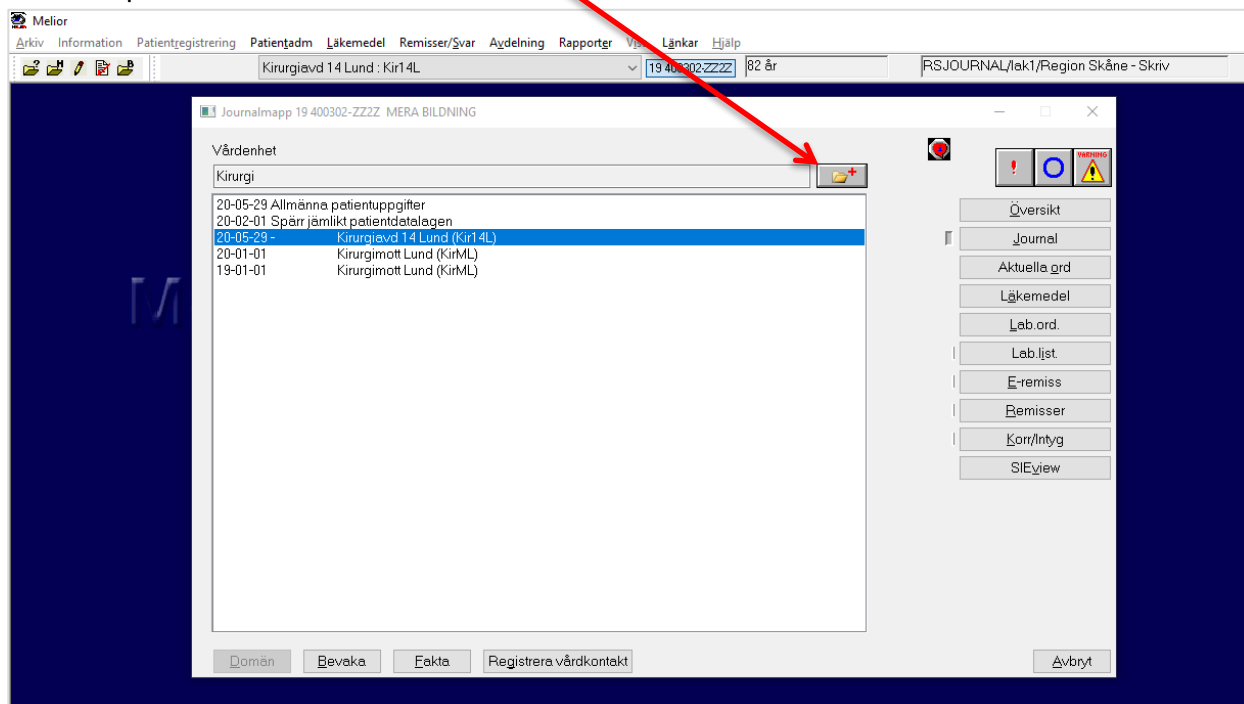 Melior
Arkiv Information Patientregistrering Patientadm Läkemedel Remisser/Svar Avdelning Rapporter Länkar Hjälp
Kirurgiavd 14 Lund : Kir14L 19 400302-ZZ2Z 82 år RSJOURNAL/lak1/Region Skåne - Skriv
Journalmapp 19 400302-ZZ2Z MERA BILDNING
Vårdenhet
Kirurgi
VARNING
20-05-29 Allmänna patientuppgifter
20-02-01 Spärr jämlikt patientdatalagen
20-05-29 - Kirurgiavd 14 Lund (Kir14L)
20-01-01 Kirurgimott Lund (KirML)
19-01-01 Kirurgimott Lund (KirML)
Översikt
Journal
Aktuella ord
Läkemedel
Lab.ord.
Lab.list.
E-remiss
Remisser
Korr/Intyg
SIEview
Domän Bevaka Fakta Registrera vårdkontakt Avbryt